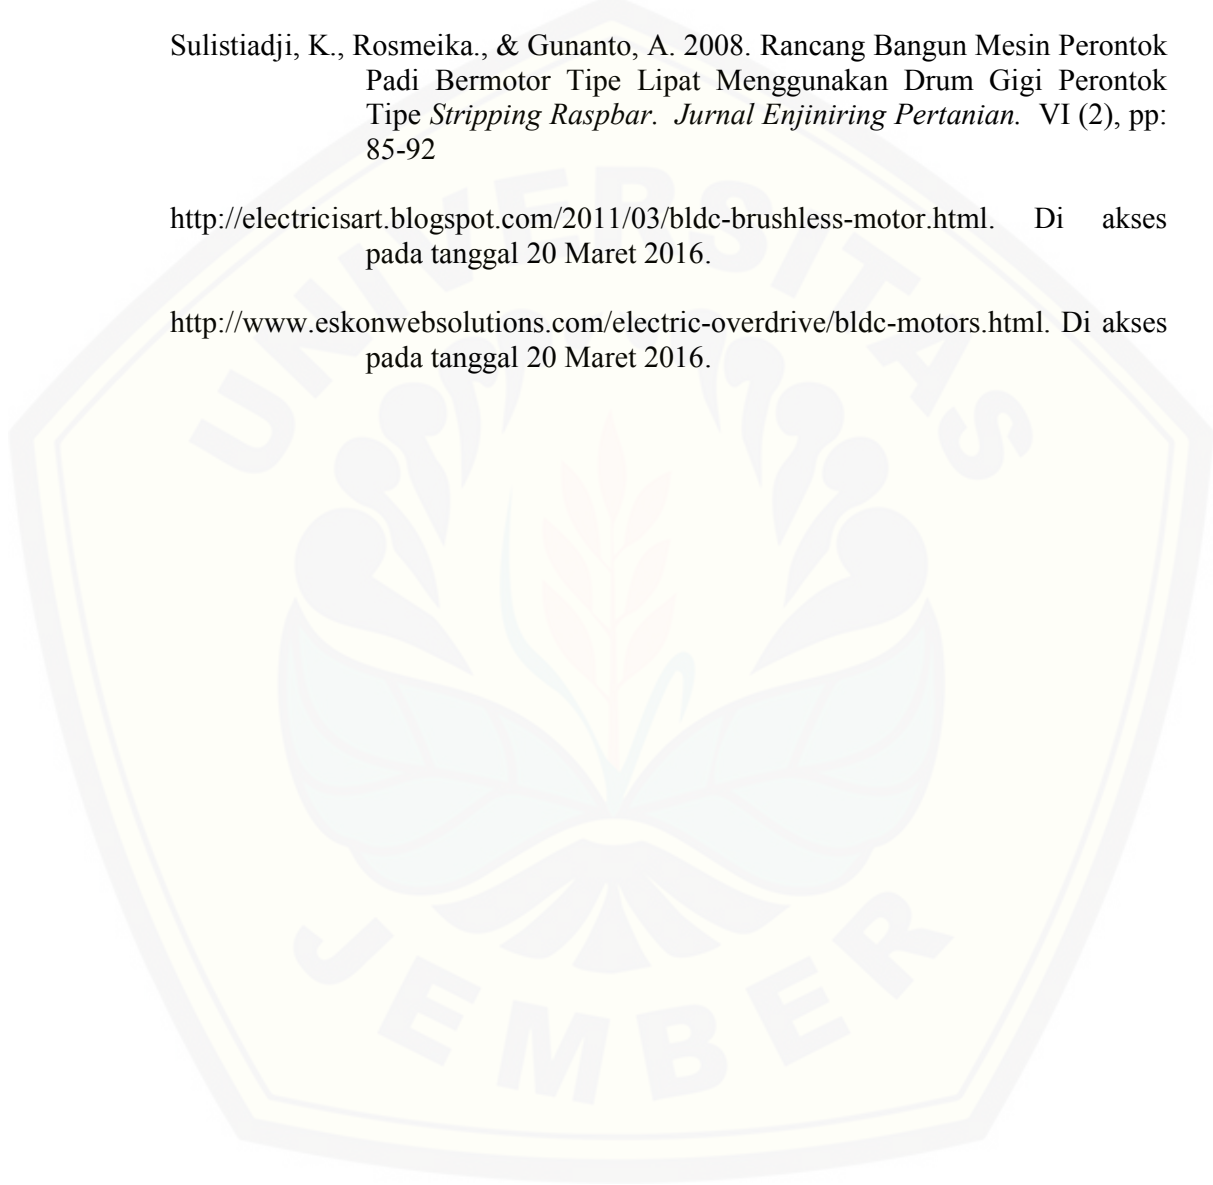 Sulistiadji, K., Rosmeika., & Gunanto, A. 2008. Rancang Bangun Mesin Perontok
Padi Bermotor Tipe Lipat Menggunakan Drum Gigi Perontok
Tipe Stripping Raspbar. Jurnal Enjiniring Pertanian. VI (2), pp:
85-92
http://electricisart.blogspot.com/2011/03/bldc-brushless-motor.html. Di akses
pada tanggal 20 Maret 2016.
http://www.eskonwebsolutions.com/electric-overdrive/bldc-motors.html. Di akses
pada tanggal 20 Maret 2016.
UNIVERSITAS
JEMBER